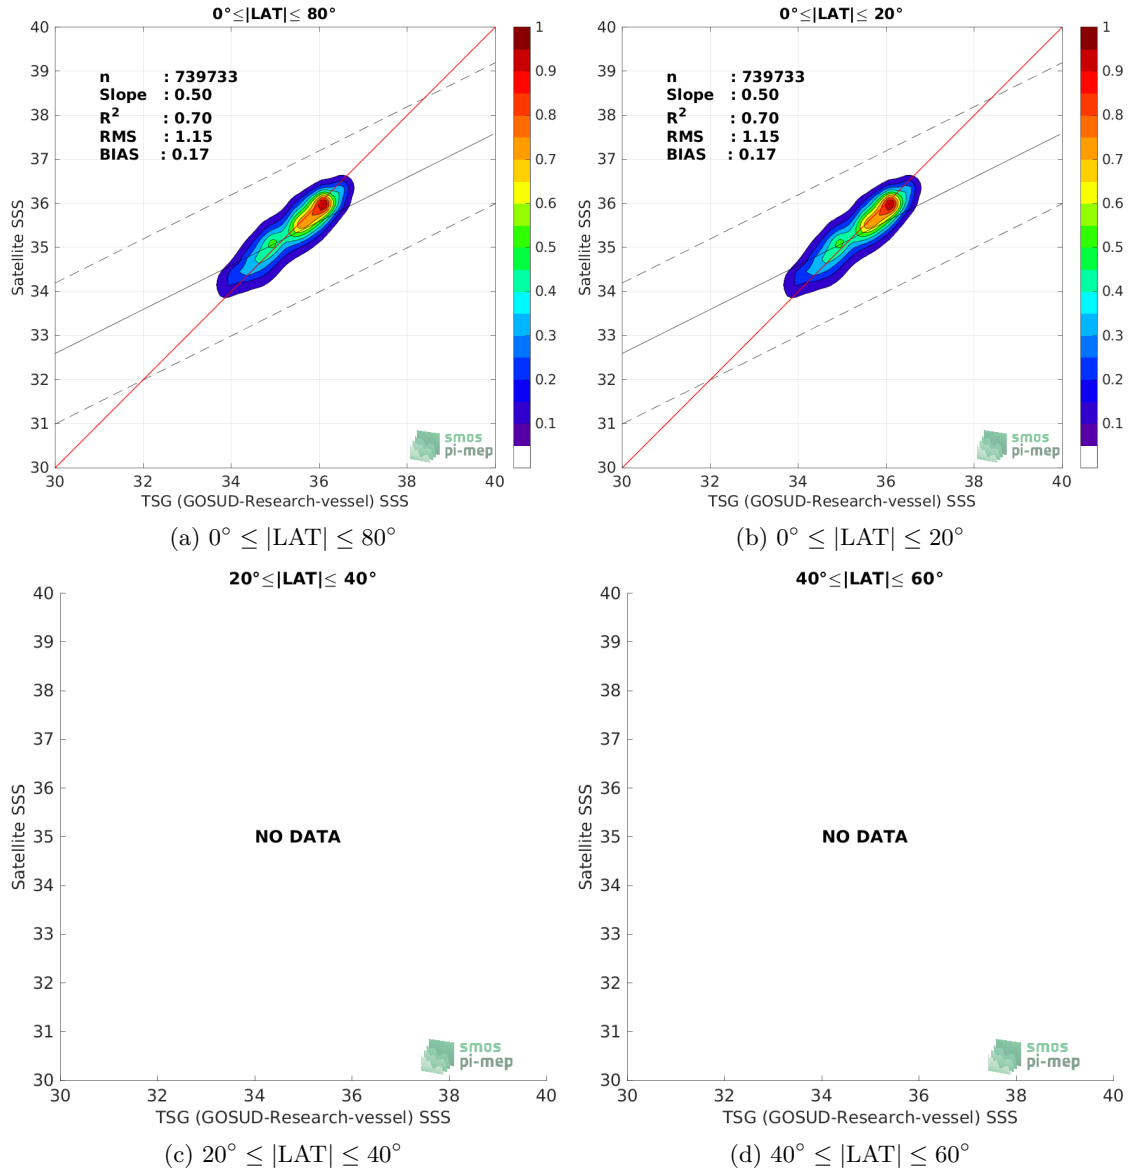 0°≤|LAT|≤ 80°
40
39
38
37
36
35
34
33
32
31
30
Satellite SSS
n : 739733
Slope : 0.50
R² : 0.70
RMS : 1.15
BIAS : 0.17
smos
pi-mep
30 32 34 36 38 40
TSG (GOSUD-Research-vessel) SSS
1
0.9
0.8
0.7
0.6
0.5
0.4
0.3
0.2
0.1
(a) 0° ≤ |LAT| ≤ 80°
0°≤|LAT|≤ 20°
40
39
38
37
36
35
34
33
32
31
30
Satellite SSS
n : 739733
Slope : 0.50
R² : 0.70
RMS : 1.15
BIAS : 0.17
smos
pi-mep
30 32 34 36 38 40
TSG (GOSUD-Research-vessel) SSS
1
0.9
0.8
0.7
0.6
0.5
0.4
0.3
0.2
0.1
(b) 0° ≤ |LAT| ≤ 20°
20°≤|LAT|≤ 40°
40
39
38
37
36
35
34
33
32
31
30
Satellite SSS
NO DATA
smos
pi-mep
30 32 34 36 38 40
TSG (GOSUD-Research-vessel) SSS
(c) 20° ≤ |LAT| ≤ 40°
40°≤|LAT|≤ 60°
40
39
38
37
36
35
34
33
32
31
30
Satellite SSS
NO DATA
smos
pi-mep
30 32 34 36 38 40
TSG (GOSUD-Research-vessel) SSS
(d) 40° ≤ |LAT| ≤ 60°